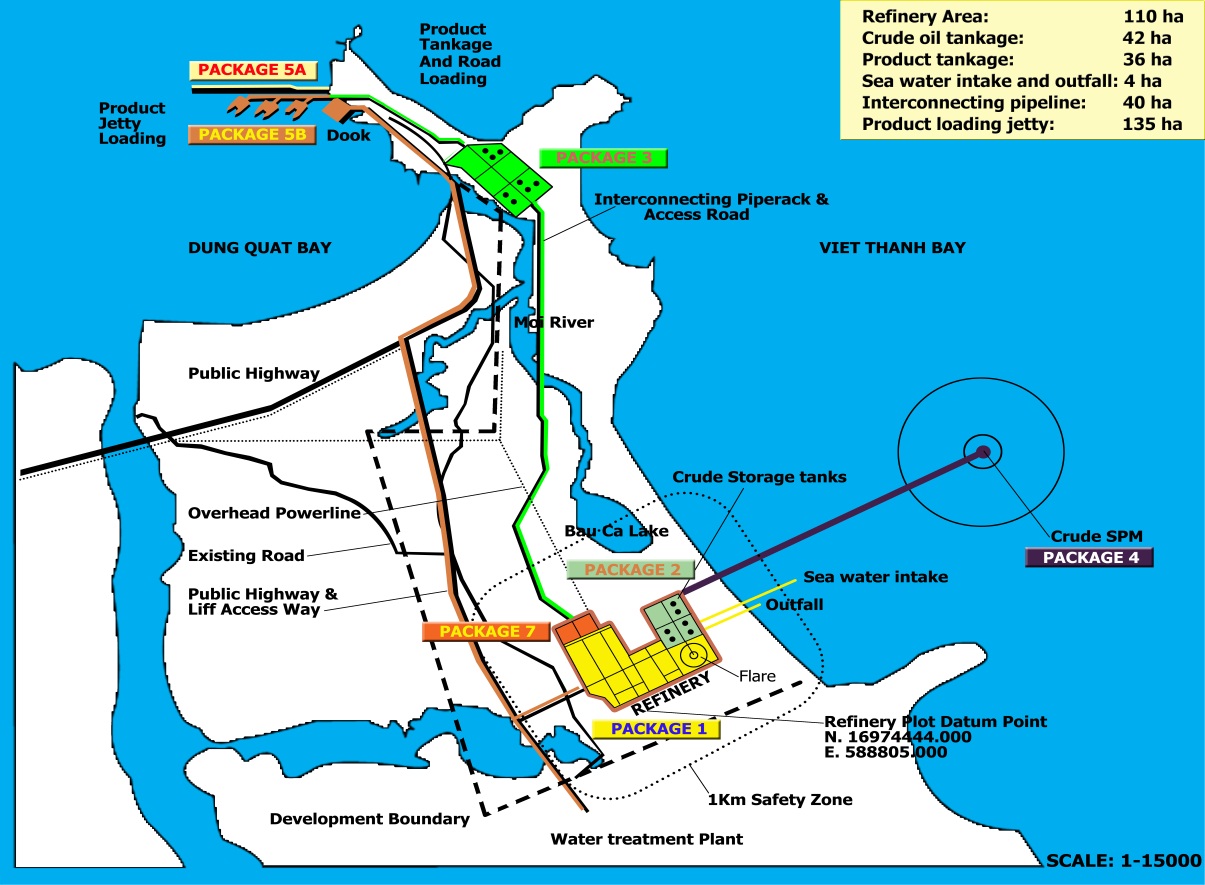 Refinery Area: 110 ha
Crude oil tankage: 42 ha
Product tankage: 36 ha
Sea water intake and outfall: 4 ha
Interconnecting pipeline: 40 ha
Product loading jetty: 135 ha
Product
Tankage
And Road
Loading
PACKAGE 5A
Product
Jetty
Loading
PACKAGE 5B
Dook
PACKAGE 3
Interconnecting Piperack &
Access Road
DUNG QUAT BAY
VIET THANH BAY
Moi River
Public Highway
Crude Storage tanks
Overhead Powerline
Bau Ca Lake
Crude SPM
PACKAGE 4
Existing Road
PACKAGE 2
Sea water intake
Public Highway &
Liff Access Way
Outfall
PACKAGE 7
Flare
REFINERY
PACKAGE 1
Refinery Plot Datum Point
N. 16974444.000
E. 588805.000
1Km Safety Zone
Development Boundary
Water treatment Plant
SCALE: 1-15000